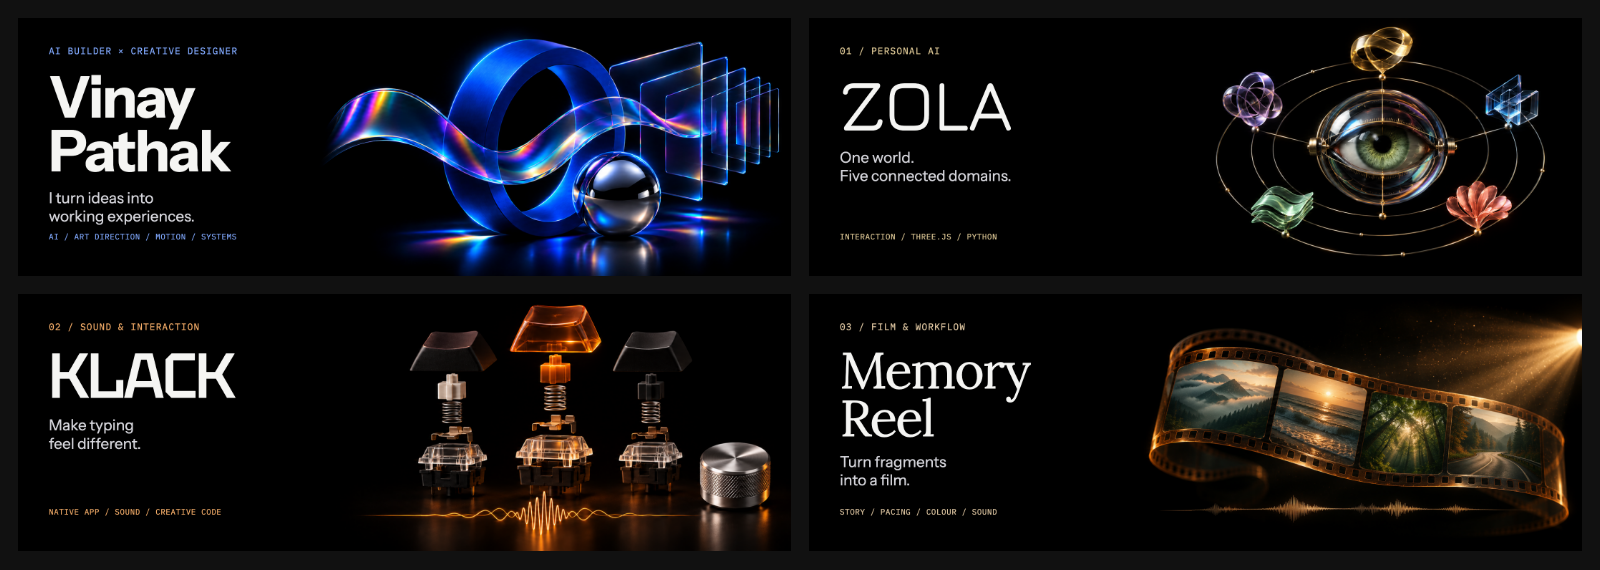 AI BUILDER × CREATIVE DESIGNER
Vinay
Pathak
I turn ideas into
working experiences.
AI / ART DIRECTION / MOTION / SYSTEMS
01 / PERSONAL AI
ZOLA
One world.
Five connected domains.
INTERACTION / THREE.JS / PYTHON
02 / SOUND & INTERACTION
KLACK
Make typing
feel different.
NATIVE APP / SOUND / CREATIVE CODE
03 / FILM & WORKFLOW
Memory
Reel
Turn fragments
into a film.
STORY / PACING / COLOUR / SOUND